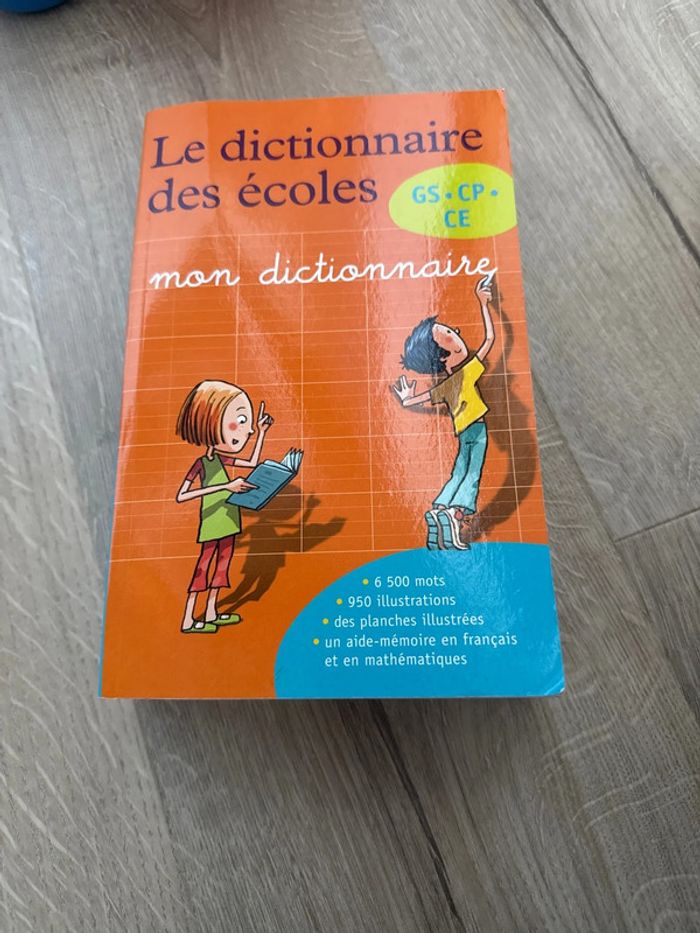 Le dictionnaire
des écoles
GS • CP •
CE
mon dictionnaire
• 6 500 mots
• 950 illustrations
• des planches illustrées
• un aide-mémoire en français
et en mathématiques